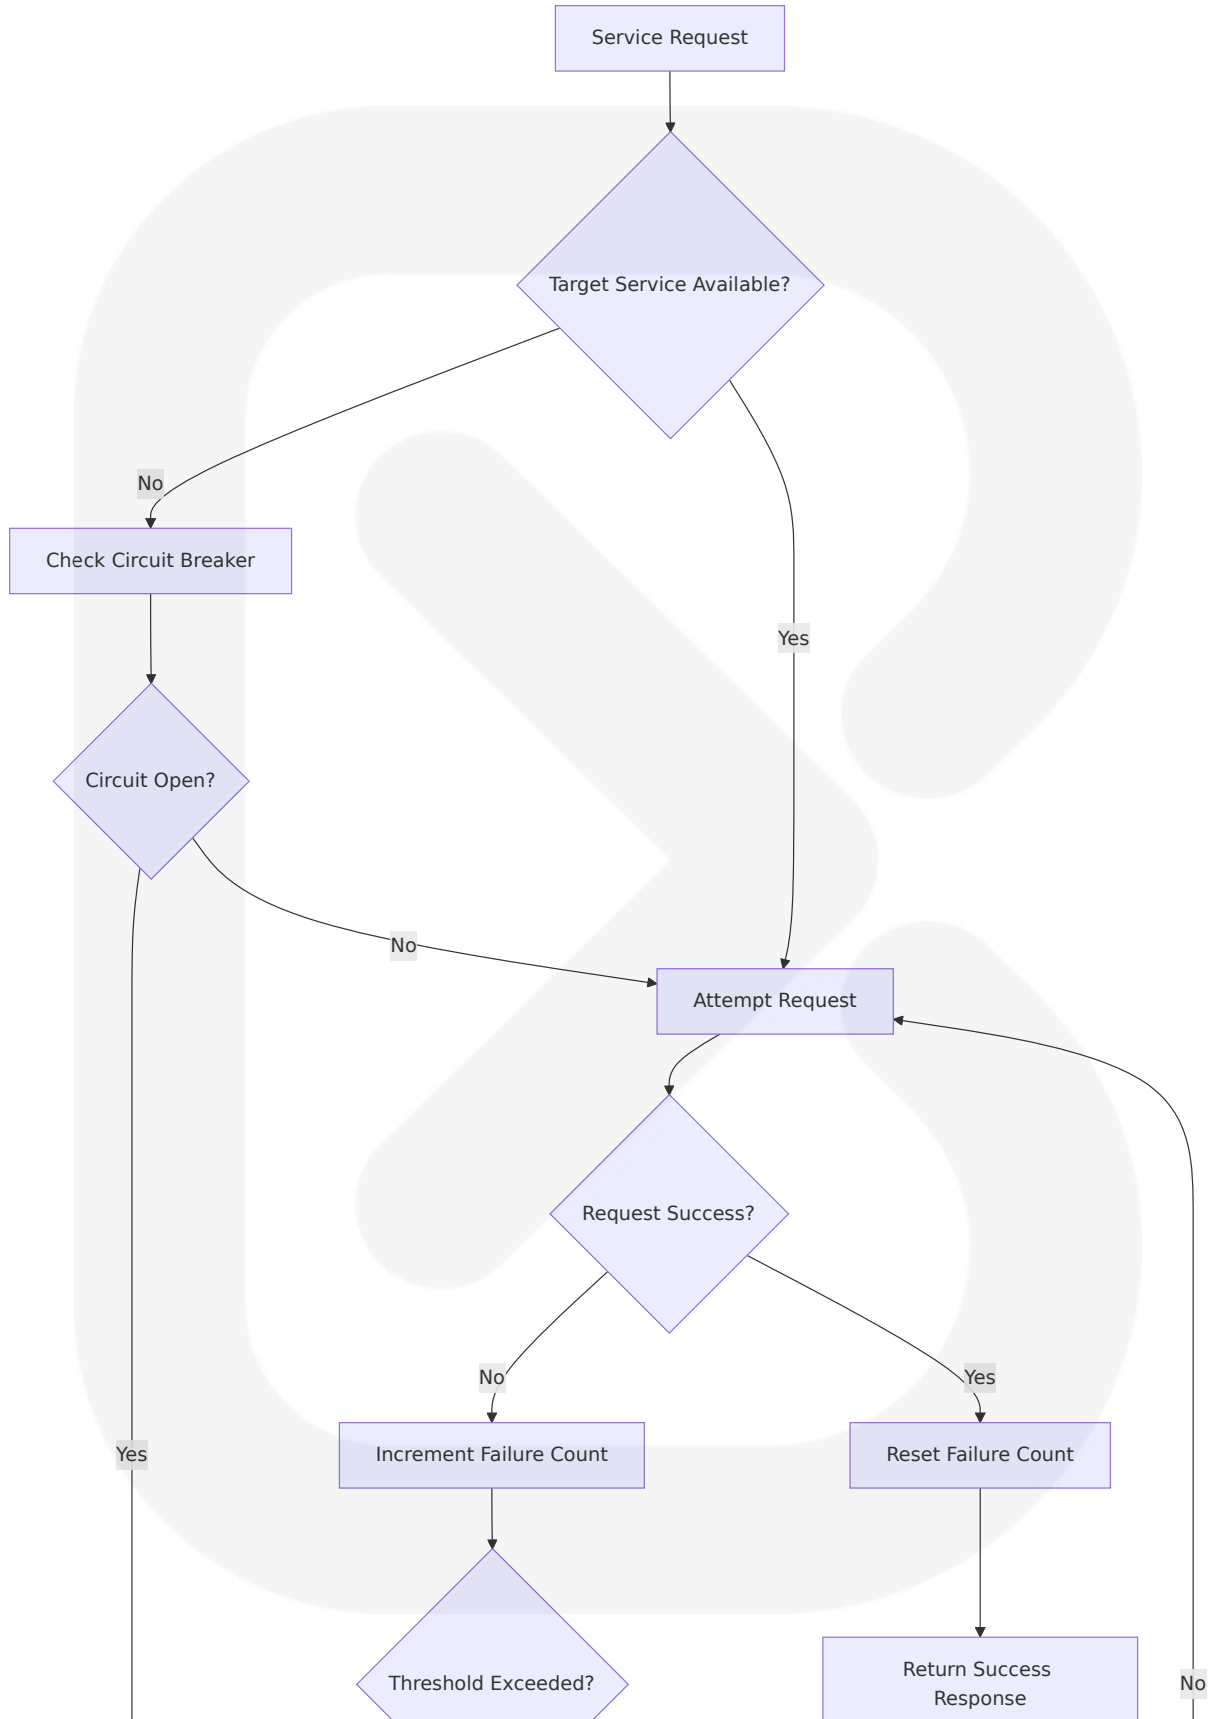 Service Request
Target Service Available?
No
Check Circuit Breaker
Yes
Circuit Open?
No
Attempt Request
Request Success?
No
Yes
Yes
Increment Failure Count
Reset Failure Count
Threshold Exceeded?
Return Success
Response
No